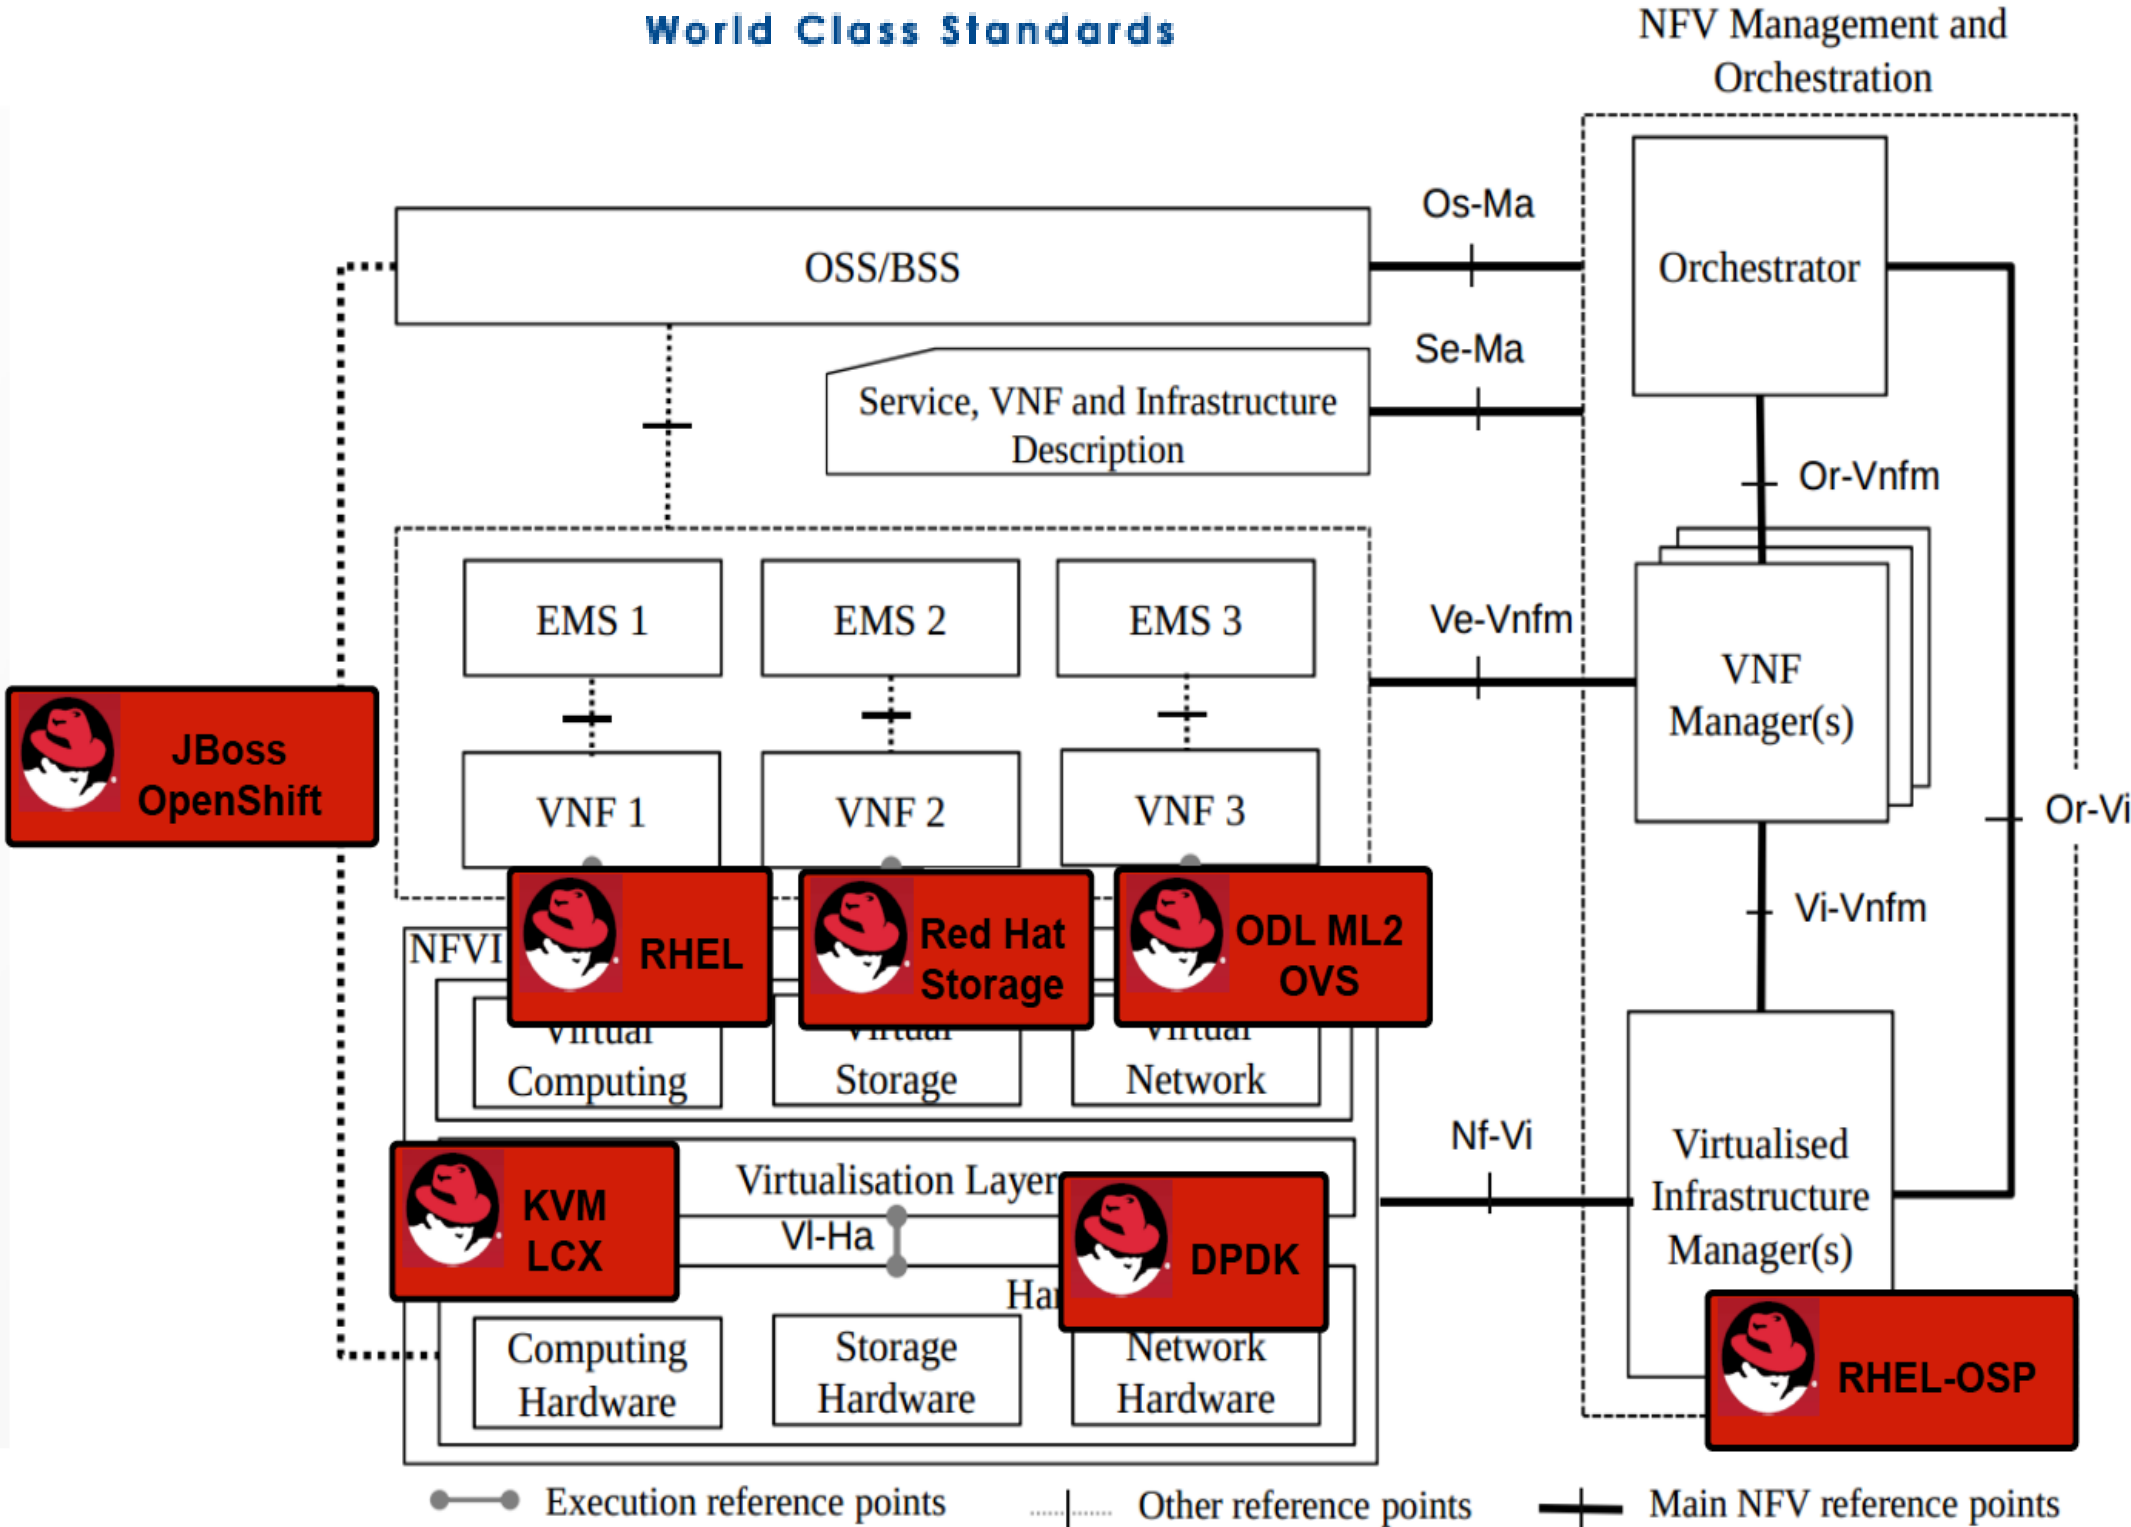 World Class Standards
NFV Management and
Orchestration
Os-Ma
OSS/BSS
Orchestrator
Se-Ma
Service, VNF and Infrastructure
Description
Or-Vnfm
EMS 1
EMS 2
EMS 3
Ve-Vnfm
VNF
Manager(s)
JBoss
OpenShift
VNF 1
VNF 2
VNF 3
Or-Vi
Vi-Vnfm
NFVI
RHEL
Red Hat
Storage
ODL ML2
OVS
Virtual
Computing
Virtual
Storage
Virtual
Network
Nf-Vi
Virtualised
Infrastructure
Manager(s)
KVM
LCX
Virtualisation Layer
Vl-Ha
DPDK
Computing
Hardware
Storage
Hardware
Network
Hardware
RHEL-OSP
Execution reference points
Other reference points
Main NFV reference points